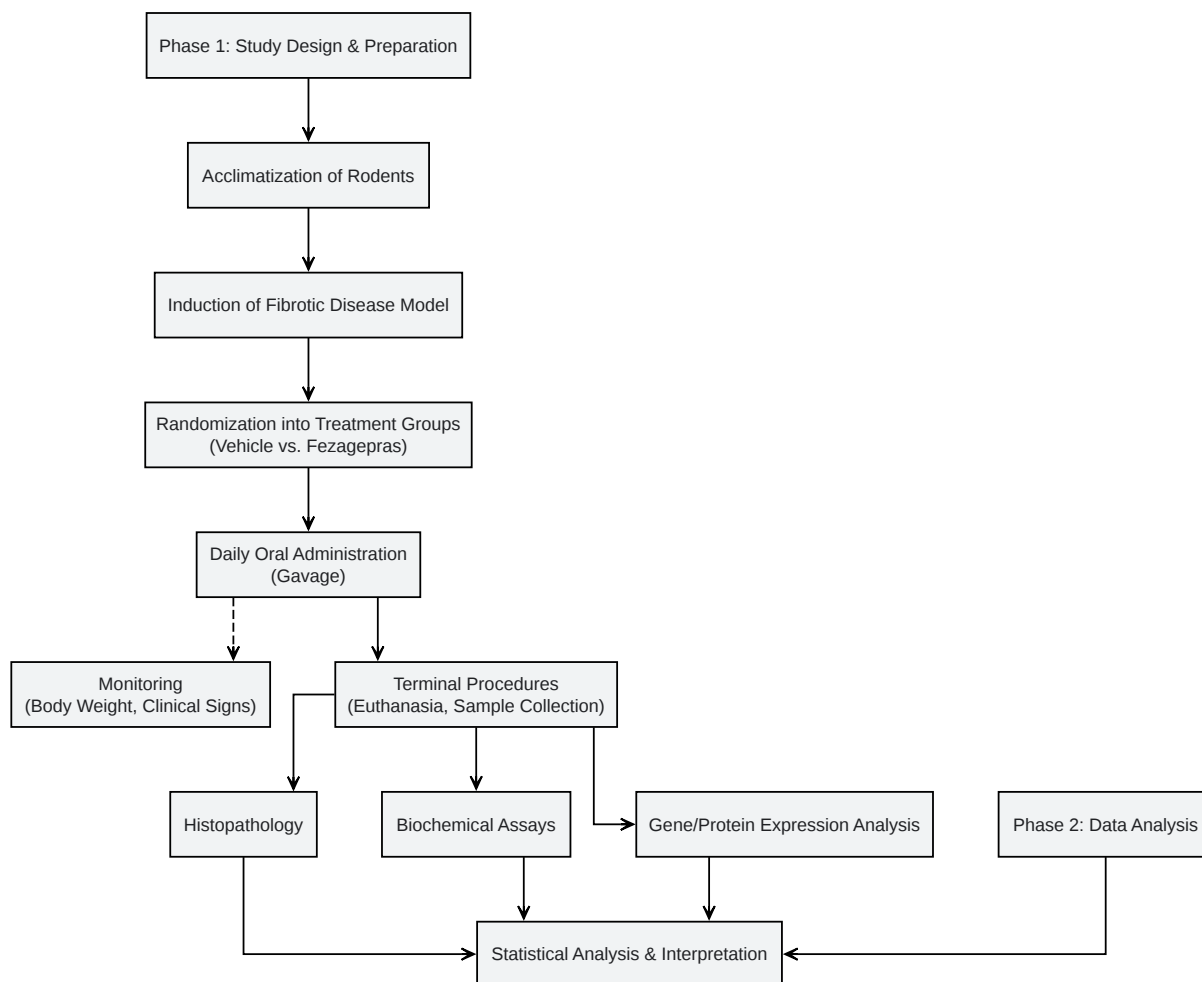 Phase 1: Study Design & Preparation
Acclimatization of Rodents
Induction of Fibrotic Disease Model
Randomization into Treatment Groups
(Vehicle vs. Fezagepras)
Daily Oral Administration
(Gavage)
Monitoring
(Body Weight, Clinical Signs)
Terminal Procedures
(Euthanasia, Sample Collection)
Histopathology
Biochemical Assays
Gene/Protein Expression Analysis
Phase 2: Data Analysis
Statistical Analysis & Interpretation